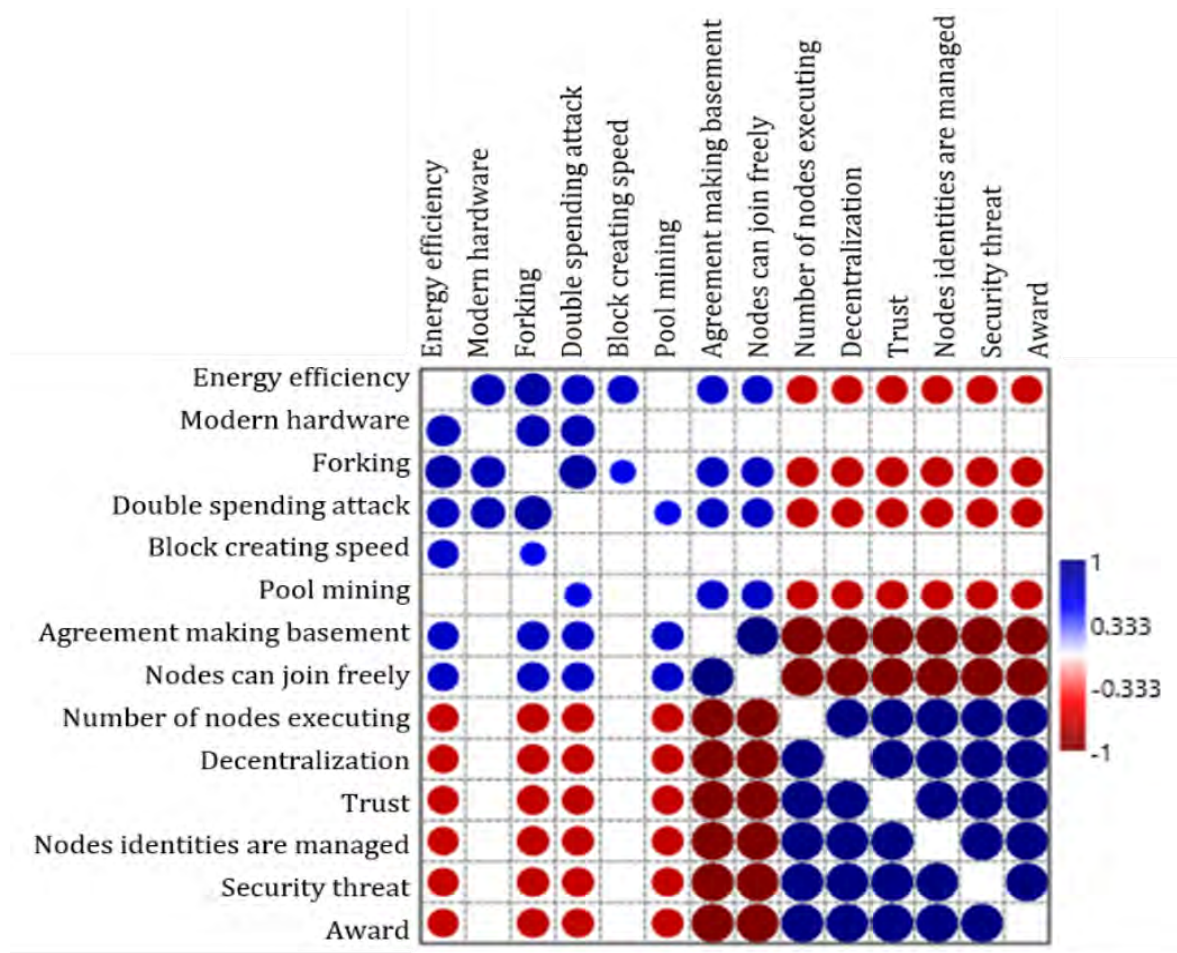 Energy efficiency
Modern hardware
Forking
Double spending attack
Block creating speed
Pool mining
Agreement making basement
Nodes can join freely
Number of nodes executing
Decentralization
Trust
Nodes identities are managed
Security threat
Award
Energy efficiency
Modern hardware
Forking
Double spending attack
Block creating speed
Pool mining
Agreement making basement
Nodes can join freely
Number of nodes executing
Decentralization
Trust
Nodes identities are managed
Security threat
Award
1
0.333
-0.333
-1